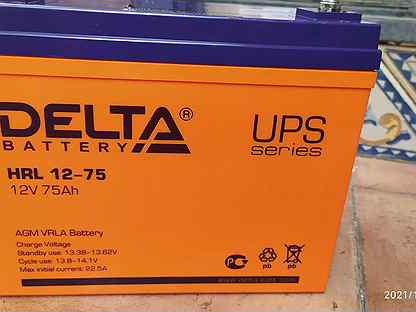 DELTA®
BATTERY
UPS
series
HRL 12-75
12V 75Ah
AGM VRLA Battery
Charge Voltage
Standby use: 13.38-13.62V
Cycle use: 13.8-14.1V
Max initial current: 22.5A
Pb
Pb
2021/1